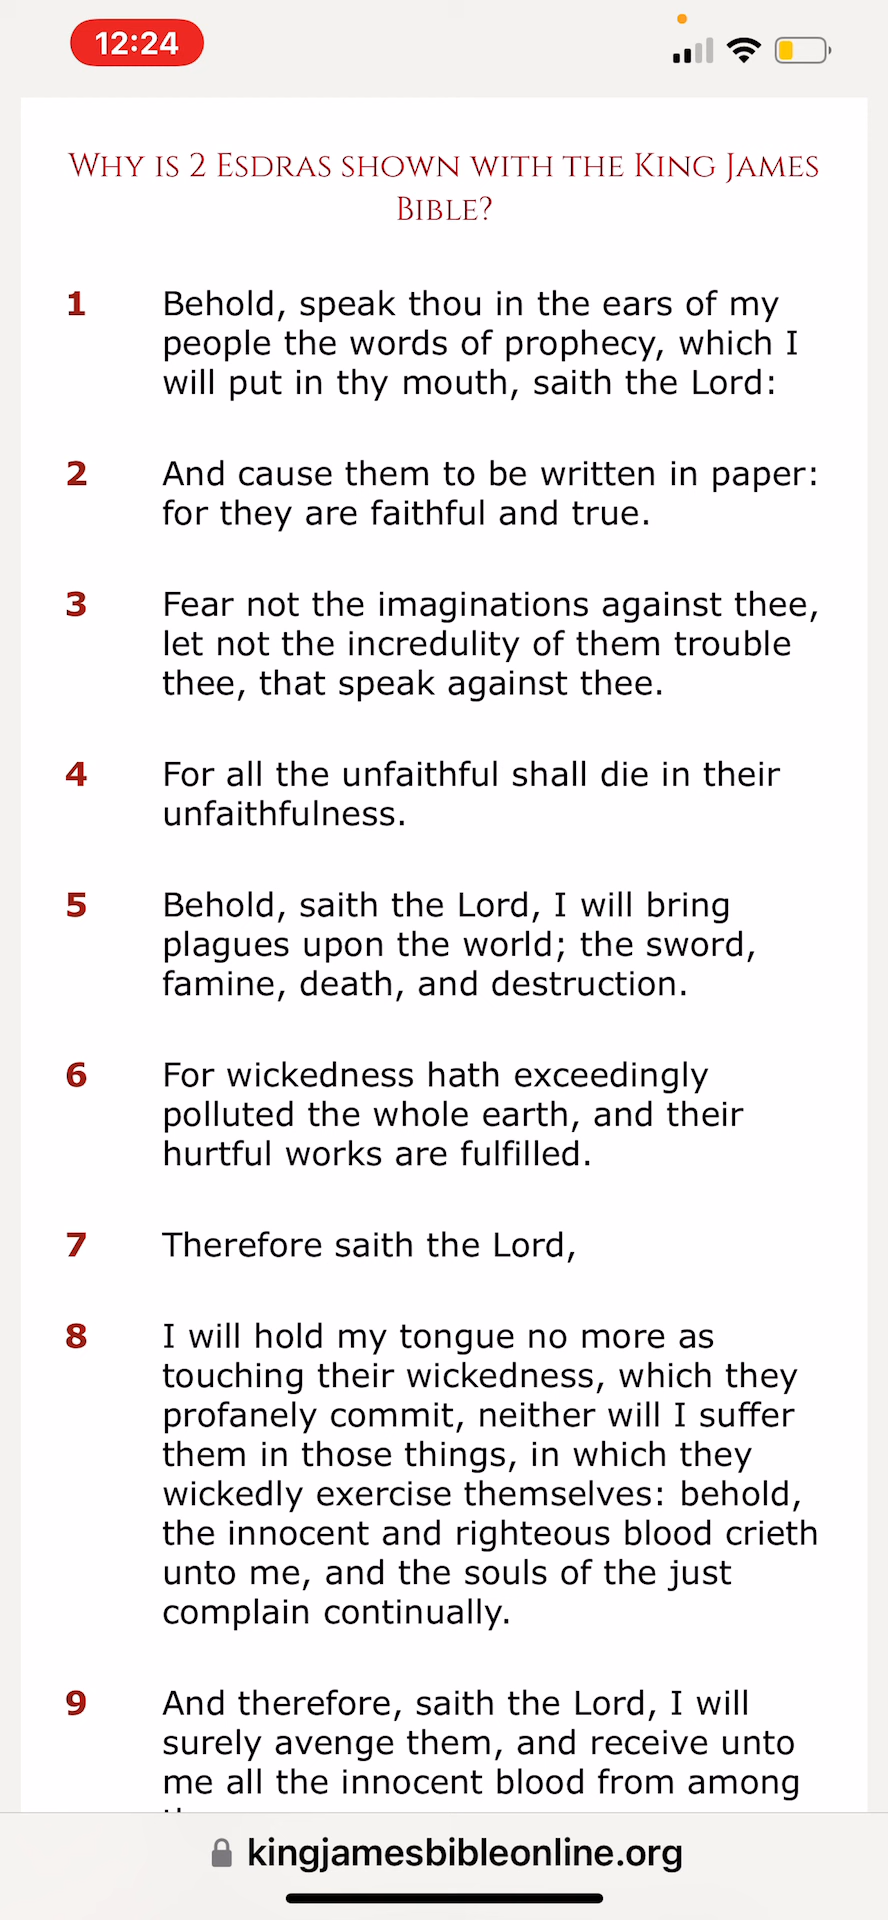 12:24
WHY IS 2 ESDRAS SHOWN WITH THE KING JAMES
BIBLE?
1 Behold, speak thou in the ears of my
people the words of prophecy, which I
will put in thy mouth, saith the Lord:
2 And cause them to be written in paper:
for they are faithful and true.
3 Fear not the imaginations against thee,
let not the incredulity of them trouble
thee, that speak against thee.
4 For all the unfaithful shall die in their
unfaithfulness.
5 Behold, saith the Lord, I will bring
plagues upon the world; the sword,
famine, death, and destruction.
6 For wickedness hath exceedingly
polluted the whole earth, and their
hurtful works are fulfilled.
7 Therefore saith the Lord,
8 I will hold my tongue no more as
touching their wickedness, which they
profanely commit, neither will I suffer
them in those things, in which they
wickedly exercise themselves: behold,
the innocent and righteous blood crieth
unto me, and the souls of the just
complain continually.
9 And therefore, saith the Lord, I will
surely avenge them, and receive unto
me all the innocent blood from among
kingjamesbibleonline.org